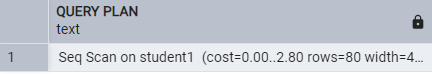 QUERY PLAN
text
1 Seq Scan on student1 (cost=0.00..2.80 rows=80 width=4...